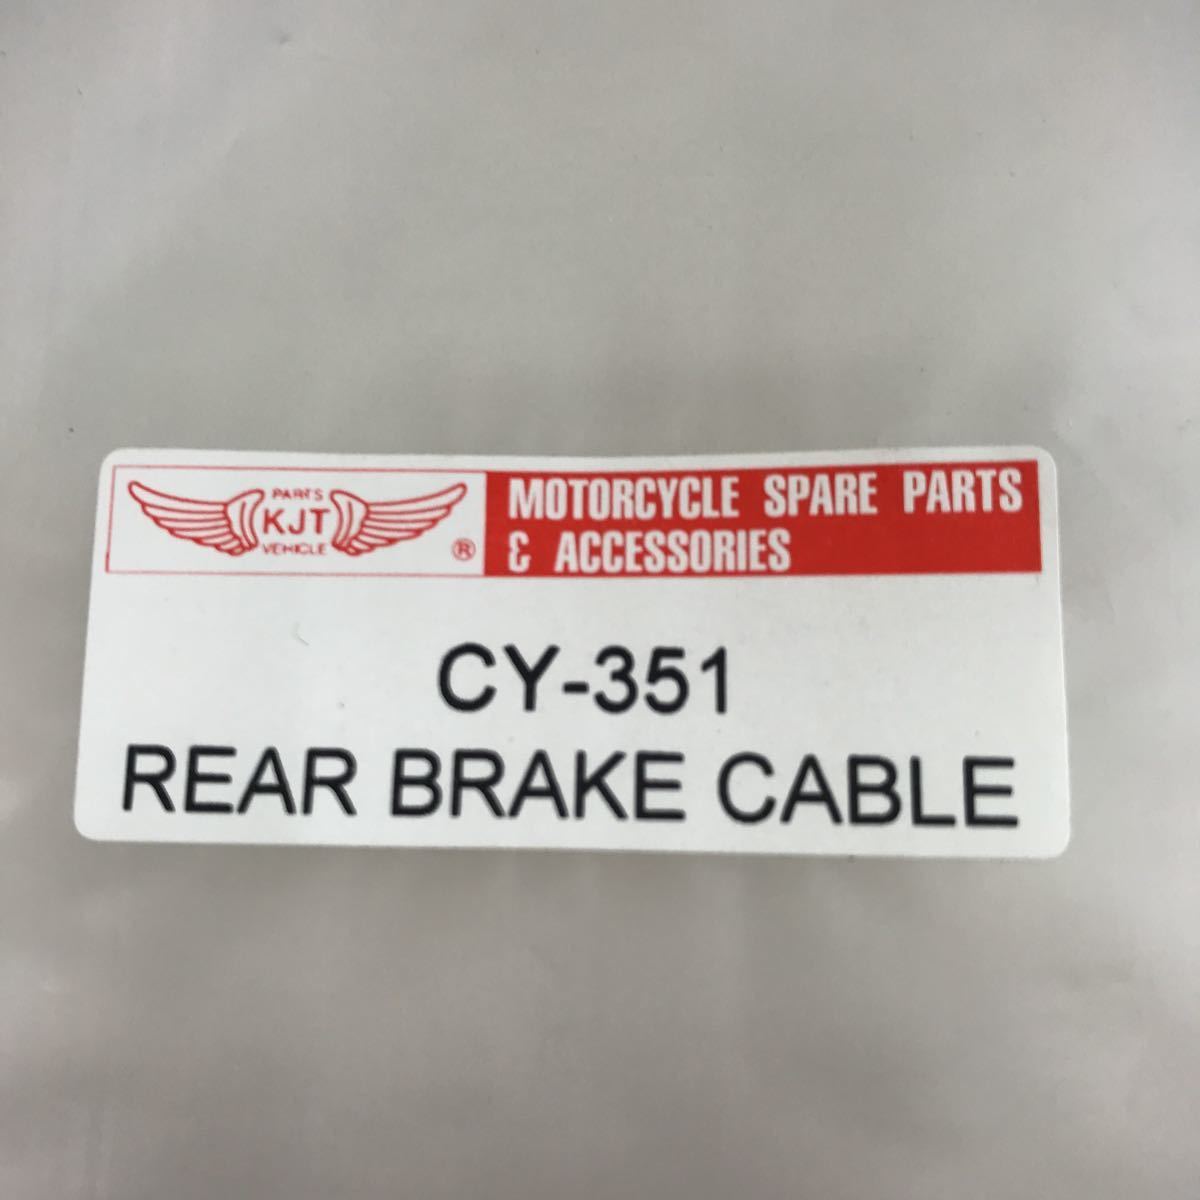 PARTS
KJT
VEHICLE
®
MOTORCYCLE SPARE PARTS
& ACCESSORIES
CY-351
REAR BRAKE CABLE